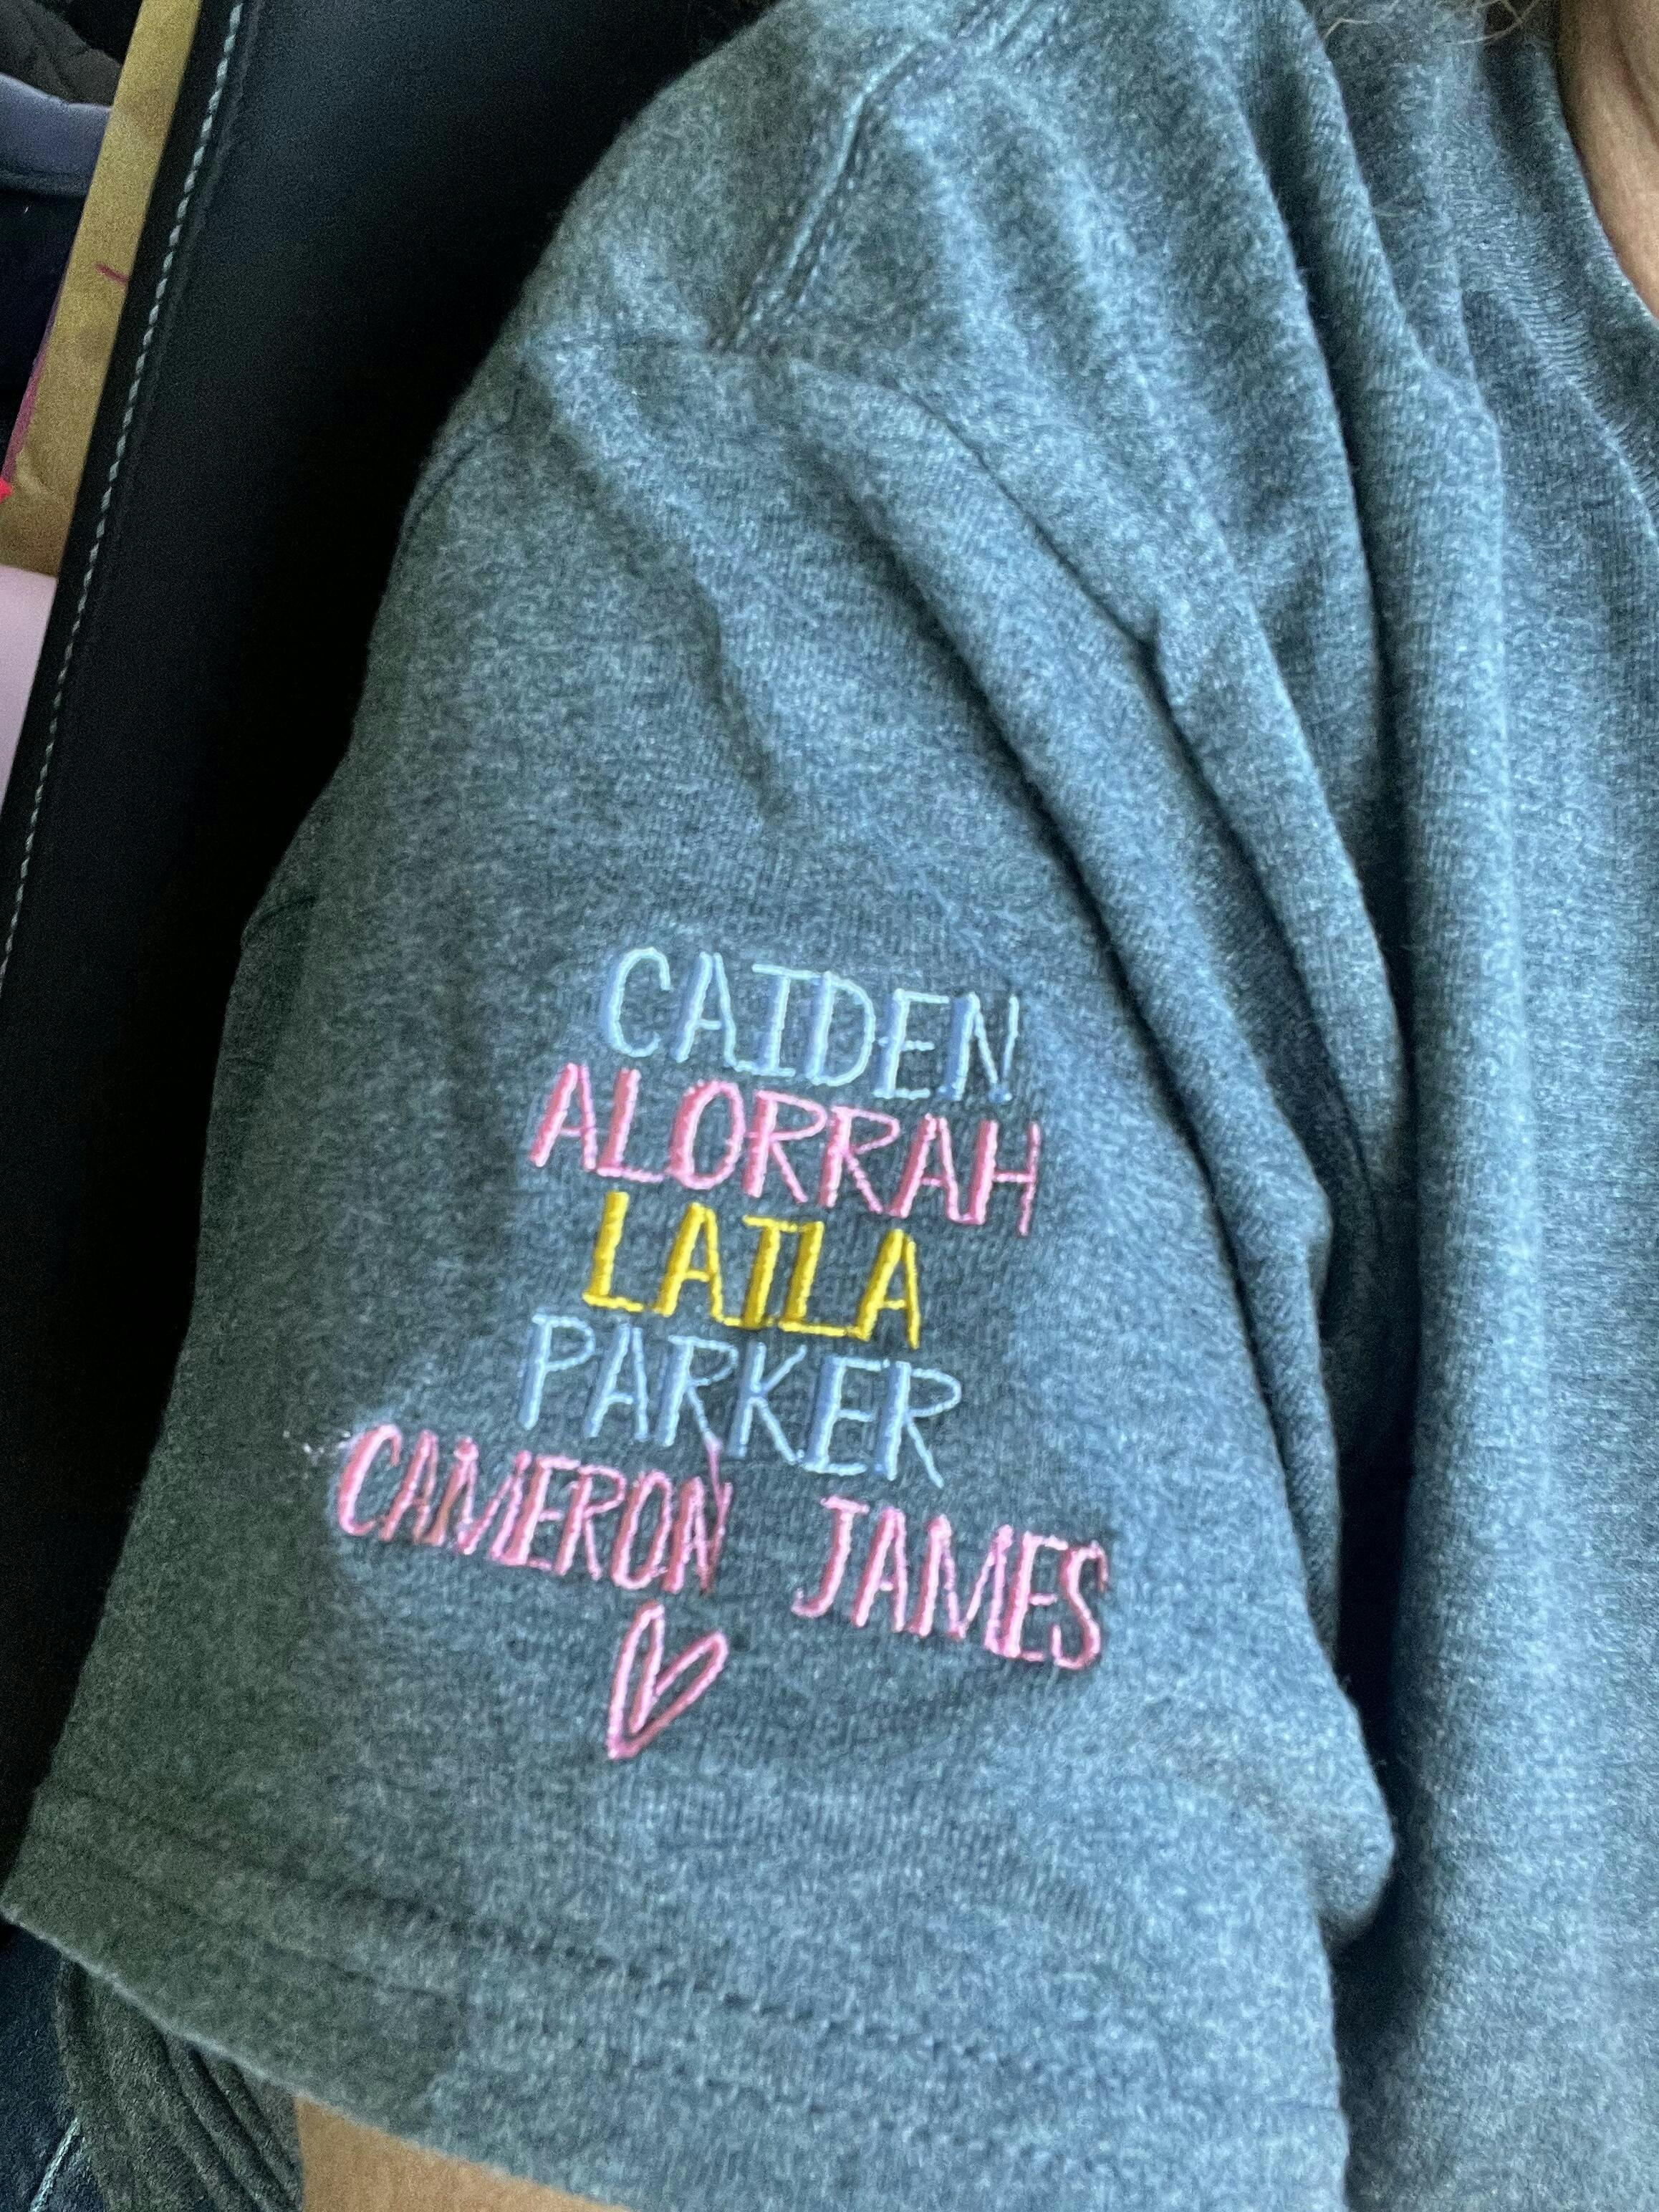 CAIDEN
ALORRAH
LAILA
PARKER
CAMERON JAMES